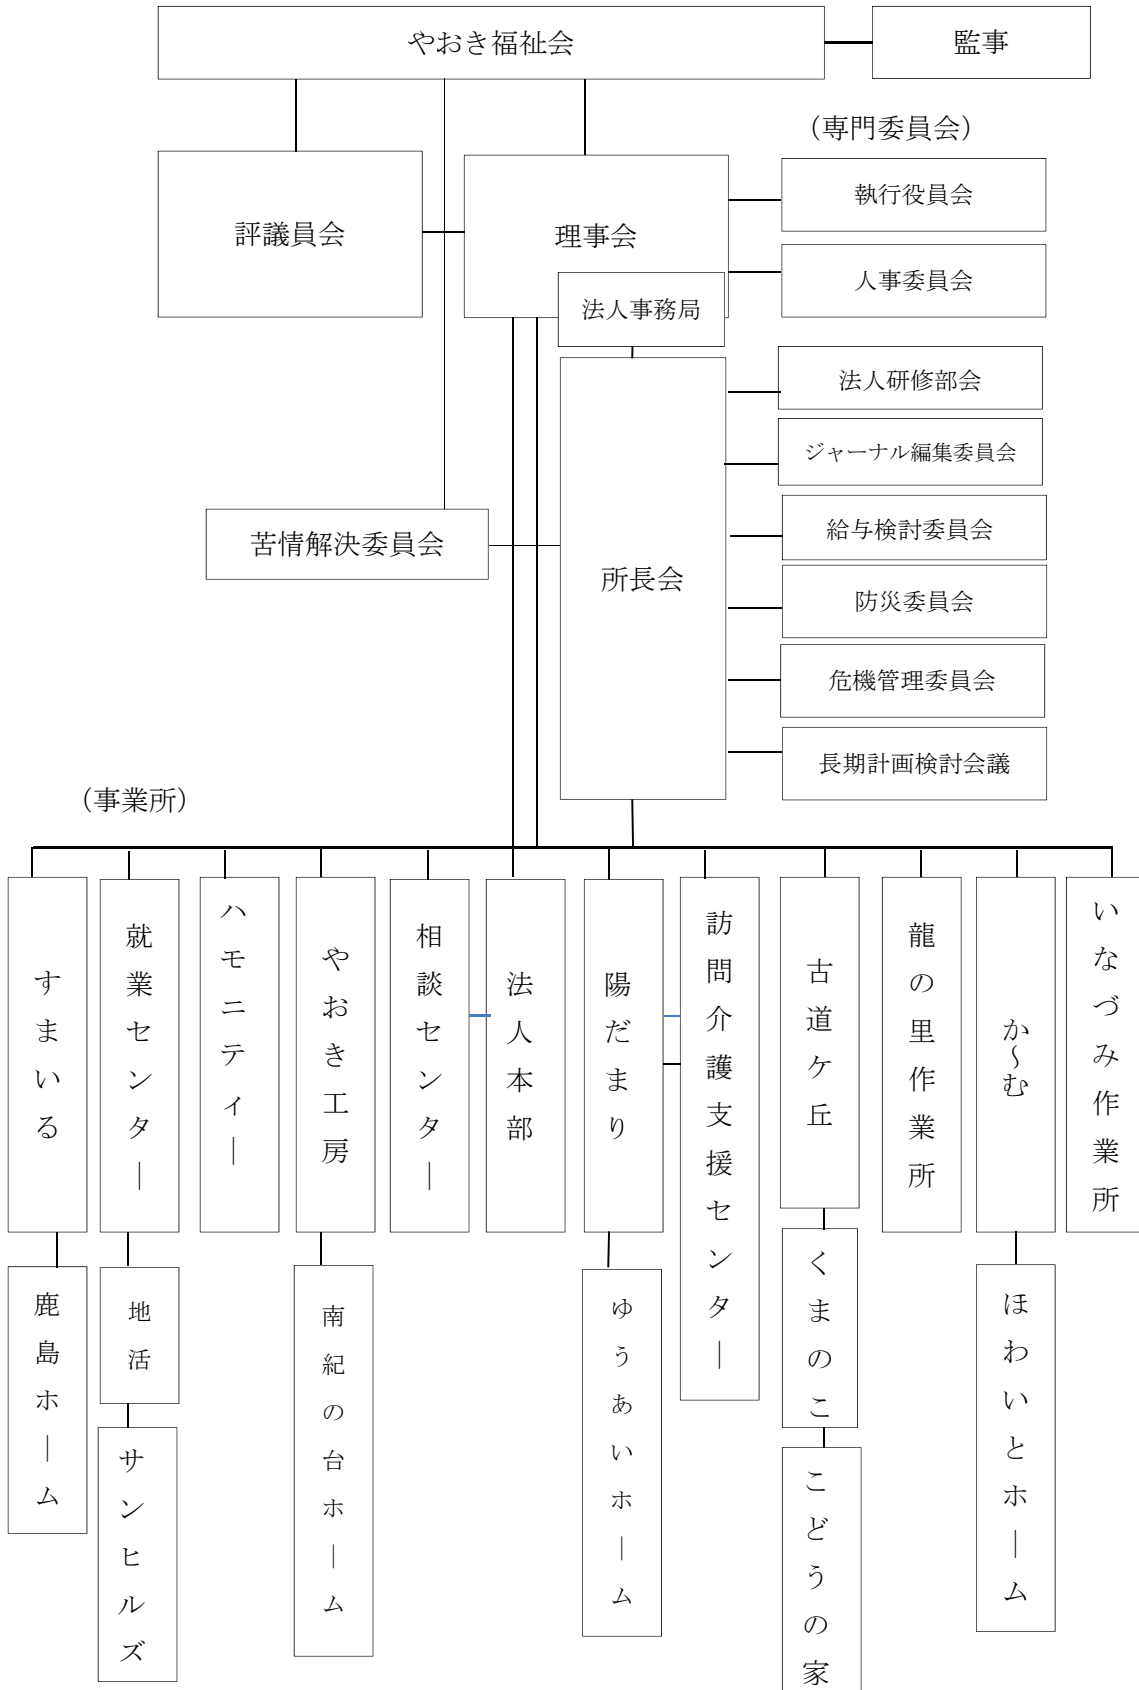 やおき福祉会
監事
(専門委員会)
評議員会
理事会
執行役員会
人事委員会
法人事務局
法人研修部会
ジャーナル編集委員会
苦情解決委員会
給与検討委員会
所長会
防災委員会
危機管理委員会
長期計画検討会議
(事業所)
すまいる
就業センター
ハモニティー
やおき工房
相談センター
法人本部
陽だまり
訪問介護支援センター
古道ケ丘
龍の里作業所
か～む
いなづみ作業所
鹿島ホーム
地活
サンヒルズ
南紀の台ホーム
ゆうあいホーム
くまのこ
こどうの家
ほわいとホーム